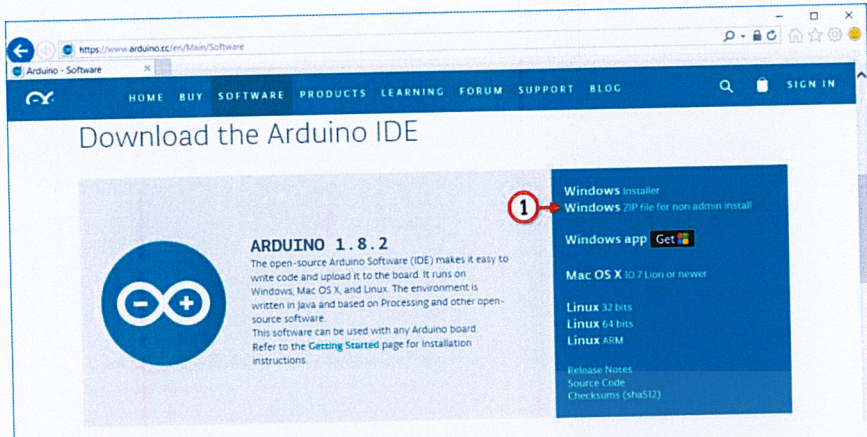 https://www.arduino.cc/en/Main/Software
Arduino - Software
HOME BUY SOFTWARE PRODUCTS LEARNING FORUM SUPPORT BLOG SIGN IN
Download the Arduino IDE
ARDUINO 1.8.2
The open-source Arduino Software (IDE) makes it easy to
write code and upload it to the board. It runs on
Windows, Mac OS X, and Linux. The environment is
written in Java and based on Processing and other open-
source software.
This software can be used with any Arduino board.
Refer to the Getting Started page for Installation
instructions.
Windows Installer
1
Windows ZIP file for non admin install
Windows app Get
Mac OS X 10.7 Lion or newer
Linux 32 bits
Linux 64 bits
Linux ARM
Release Notes
Source Code
Checksums (sha512)